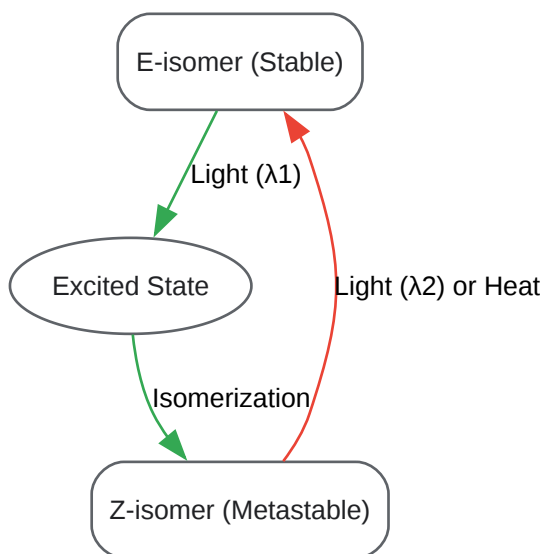 E-isomer (Stable)
Light (λ1)
Excited State
Light (λ2) or Heat
Isomerization
Z-isomer (Metastable)